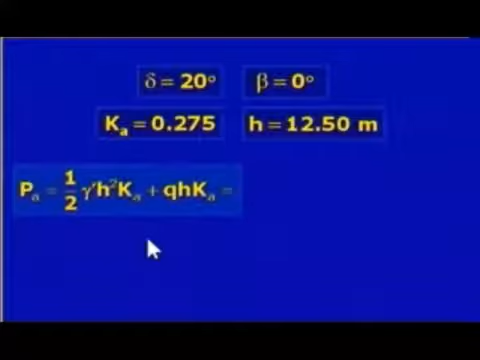 δ = 20° β = 0°
Kₐ = 0.275 h = 12.50 m
Pₐ = 1/2 γ'h²Kₐ + qhKₐ =